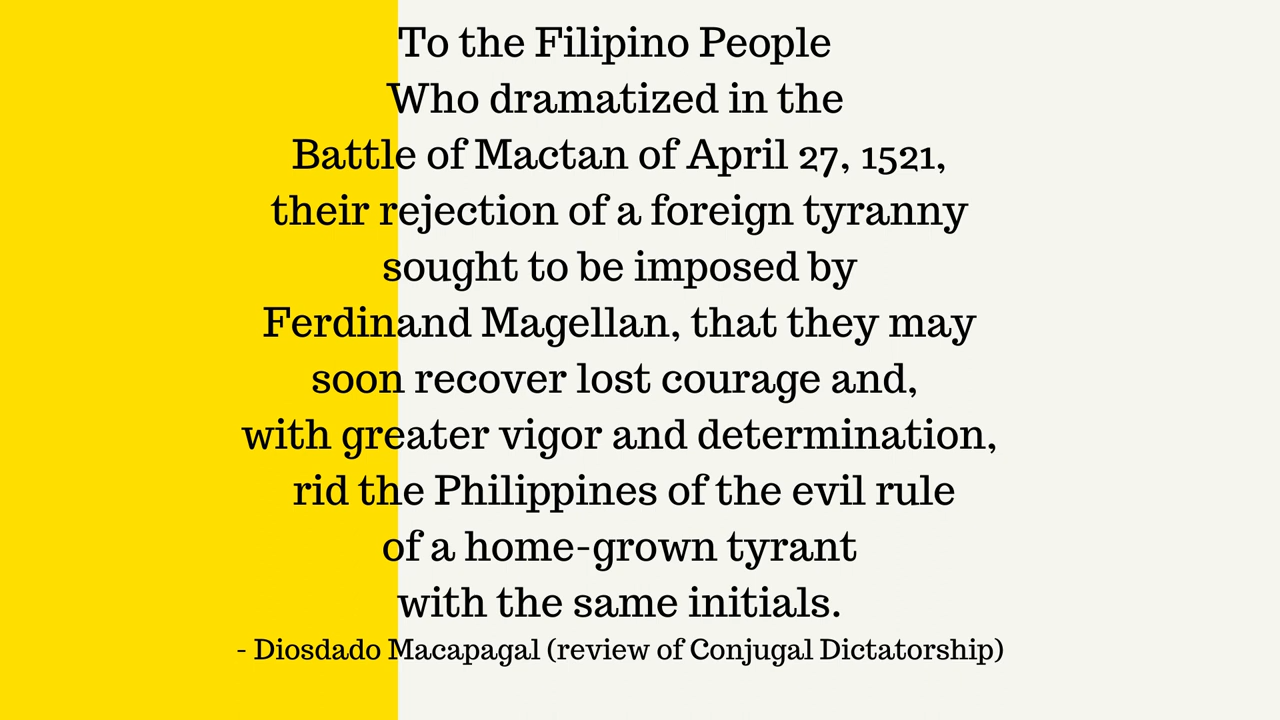 To the Filipino People
Who dramatized in the
Battle of Mactan of April 27, 1521,
their rejection of a foreign tyranny
sought to be imposed by
Ferdinand Magellan, that they may
soon recover lost courage and,
with greater vigor and determination,
rid the Philippines of the evil rule
of a home-grown tyrant
with the same initials.
- Diosdado Macapagal (review of Conjugal Dictatorship)